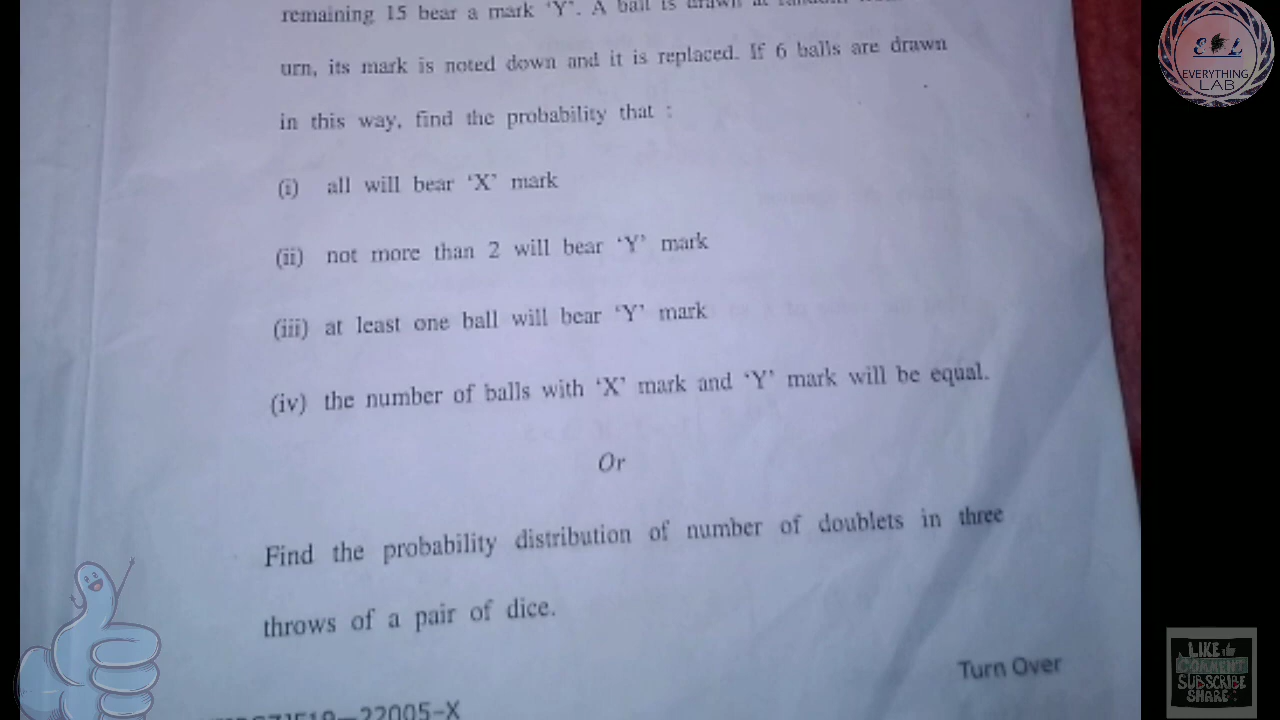 remaining 15 bear a mark 'Y'. A ball is drawn at random
urn, its mark is noted down and it is replaced. If 6 balls are drawn
in this way, find the probability that :
(i) all will bear 'X' mark
(ii) not more than 2 will bear 'Y' mark
(iii) at least one ball will bear 'Y' mark
(iv) the number of balls with 'X' mark and 'Y' mark will be equal.
Or
Find the probability distribution of number of doublets in three
throws of a pair of dice.
Turn Over
22005-X
E L
EVERYTHING
LAB
LIKE
COMMENT
SUBSCRIBE
SHARE